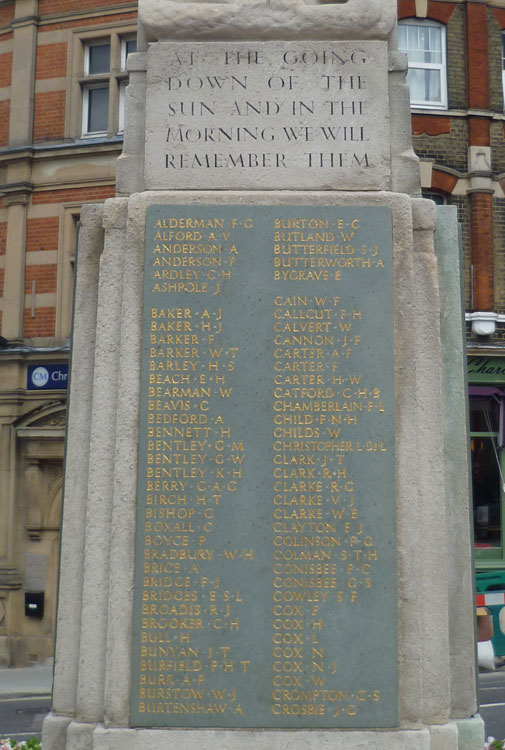 AT THE GOING
DOWN OF THE
SUN AND IN THE
MORNING WE WILL
REMEMBER THEM
ALDERMAN · F · G
ALFORD · A · V
ANDERSON · A
ANDERSON · F
ARDLEY · C · H
ASHPOLE · J
BAKER · A · J
BAKER · H · J
BARKER · F
BARKER · W · T
BARLEY · H · S
BEACH · E · H
BEARMAN · W
BEAVIS · C
BEDFORD · A
BENNETT · H
BENTLEY · G · M
BENTLEY · G · W
BENTLEY · K · H
BERRY · G · A · G
BIRCH · H · T
BISHOP · G
BOXALL · C
BOYCE · P
BRADBURY · W · H
BRICE · A
BRIDGE · F · J
BRIDGES · E · S · L
BROADIS · R · J
BROOKER · C · H
BULL · H
BUNYAN · J · T
BURFIELD · F · H · T
BURR · A · P
BURSTOW · W · J
BURTENSHAW · A
BURTON · E · C
BUTLAND · W
BUTTERFIELD · S · J
BUTTERWORTH · A
BYGRAVE · E
CAIN · W · F
CALLCUT · F · H
CALVERT · W
CANNON · J · F
CARTER · A · F
CARTER · F
CARTER · H · W
CATFORD · C · H · B
CHAMBERLAIN · F · L
CHILD · F · N · H
CHILDS · W
CHRISTOPHER · L · DE · L
CLARK · J · T
CLARK · R · H
CLARKE · R · G
CLARKE · V · J
CLARKE · W · E
CLAYTON · F · J
COLINSON · P · G
COLMAN · S · T · H
CONISBEE · F · C
CONISBEE · G · S
COWLEY · S · F
COX · F
COX · H
COX · L
COX · N
COX · N · J
COX · W
CROMPTON · C · S
CROSBIE · J · G
CM Chr
Charco